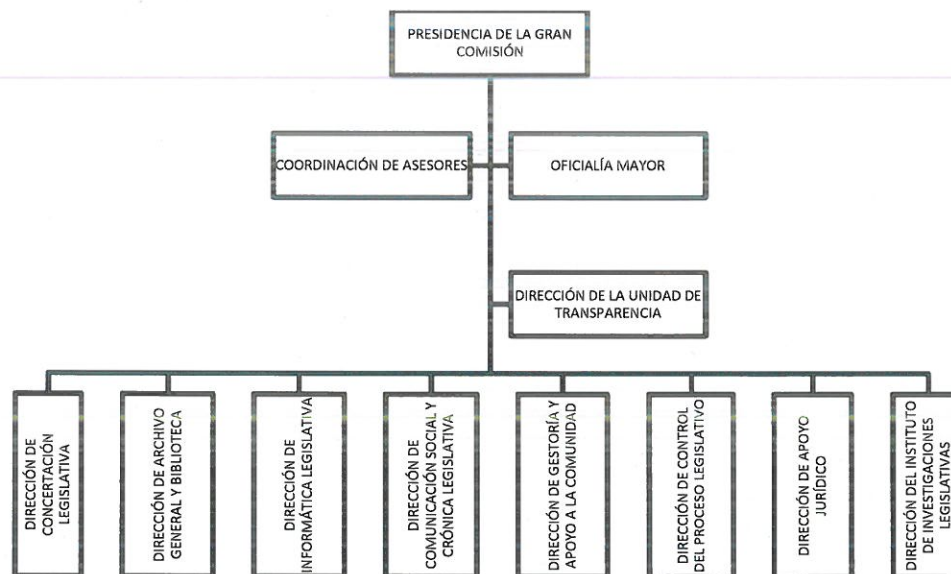 PRESIDENCIA DE LA GRAN
COMISIÓN
COORDINACIÓN DE ASESORES
OFICIALÍA MAYOR
DIRECCIÓN DE LA UNIDAD DE
TRANSPARENCIA
DIRECCIÓN DE
CONCERTACIÓN
LEGISLATIVA
DIRECCIÓN DE ARCHIVO
GENERAL Y BIBLIOTECA
DIRECCIÓN DE
INFORMÁTICA LEGISLATIVA
DIRECCIÓN DE
COMUNICACIÓN SOCIAL Y
CRÓNICA LEGISLATIVA
DIRECCIÓN DE GESTORÍA Y
APOYO A LA COMUNIDAD
DIRECCIÓN DE CONTROL
DEL PROCESO LEGISLATIVO
DIRECCIÓN DE APOYO
JURÍDICO
DIRECCIÓN DEL INSTITUTO
DE INVESTIGACIONES
LEGISLATIVAS